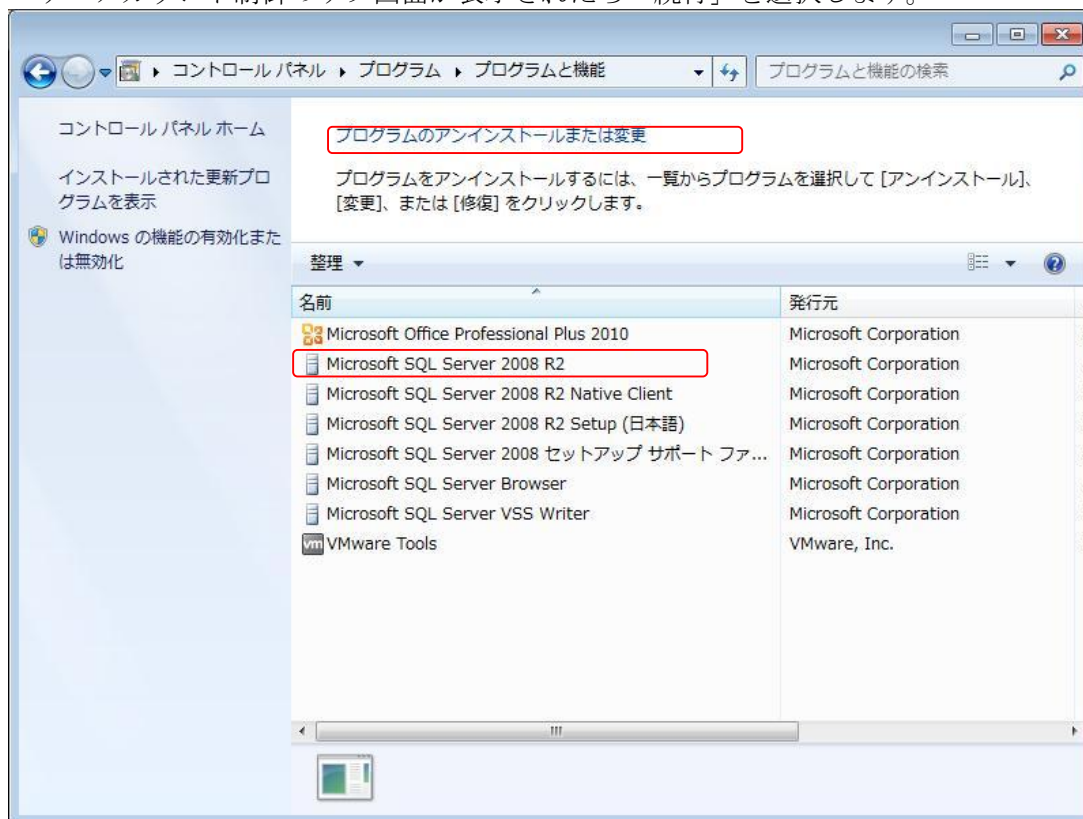 コントロール パネル ▸ プログラム ▸ プログラムと機能
プログラムと機能の検索
コントロール パネル ホーム
インストールされた更新プロ
グラムを表示
Windows の機能の有効化また
は無効化
プログラムのアンインストールまたは変更
プログラムをアンインストールするには、一覧からプログラムを選択して [アンインストール]、
[変更]、または [修復] をクリックします。
整理
名前 発行元
Microsoft Office Professional Plus 2010 Microsoft Corporation
Microsoft SQL Server 2008 R2 Microsoft Corporation
Microsoft SQL Server 2008 R2 Native Client Microsoft Corporation
Microsoft SQL Server 2008 R2 Setup (日本語) Microsoft Corporation
Microsoft SQL Server 2008 セットアップ サポート ファ... Microsoft Corporation
Microsoft SQL Server Browser Microsoft Corporation
Microsoft SQL Server VSS Writer Microsoft Corporation
vm VMware Tools VMware, Inc.